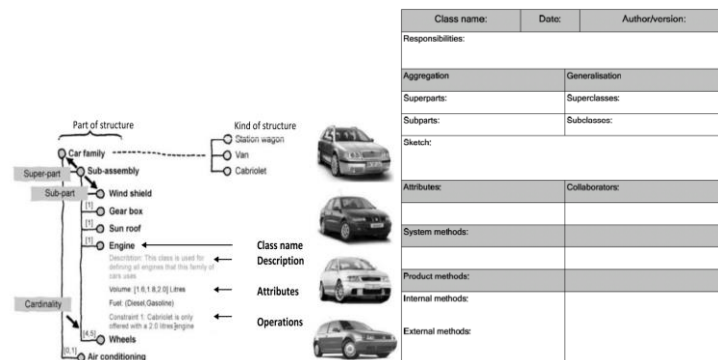 Part of structure
Kind of structure
Car family
Station wagon
Van
Cabriolet
Super-part
Sub-assembly
Sub-part
Wind shield
[1]
Gear box
[1]
Sun roof
[1]
Engine
Class name
Description: This class is used for
defining all engines that this family of
cars uses
Description
Volume [1.6,1.8,2.0] Litres
Attributes
Fuel: (Diesel,Gasoline)
Cardinality
Constraint 1: Cabriolet is only
offered with a 2.0 litres]engine
Operations
[4,5]
Wheels
[0,1]
Air conditioning
Class name: Date: Author/version:
Responsibilities:
Aggregation Generalisation
Superparts: Superclasses:
Subparts: Subclasses:
Sketch:
Attributes: Collaborators:
System methods:
Product methods:
Internal methods:
External methods: